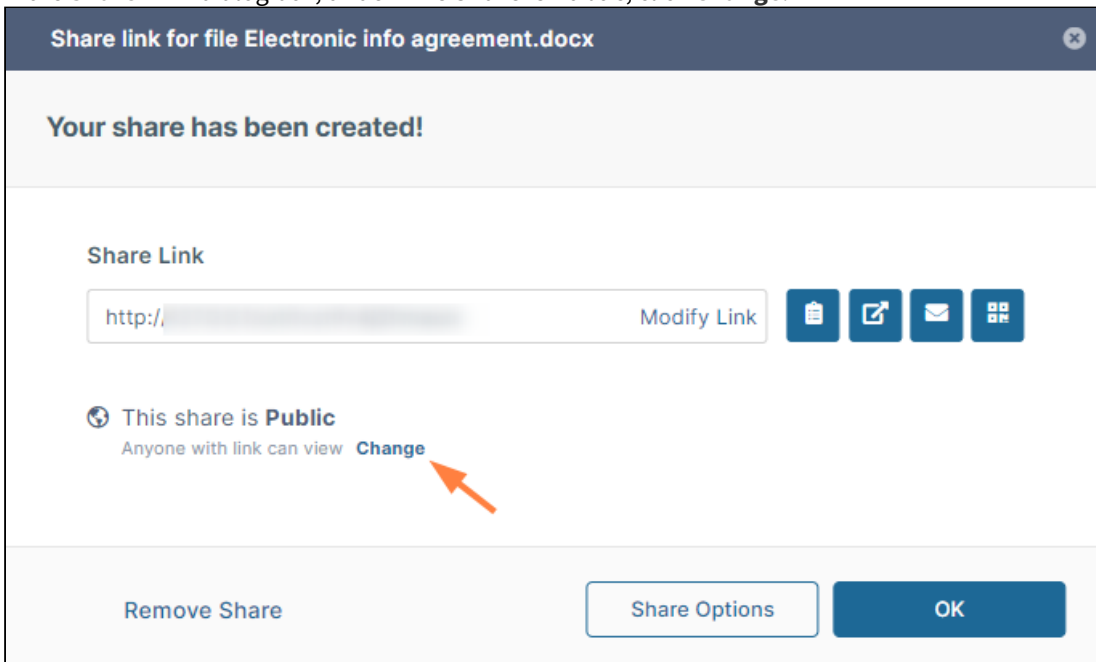 Share link for file Electronic info agreement.docx
Your share has been created!
Share Link
http:/ Modify Link
This share is Public
Anyone with link can view Change
Remove Share Share Options OK